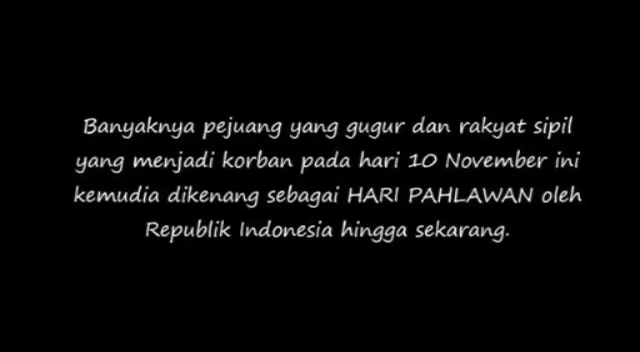 Banyaknya pejuang yang gugur dan rakyat sipil
yang menjadi korban pada hari 10 November ini
kemudia dikenang sebagai HARI PAHLAWAN oleh
Republik Indonesia hingga sekarang.